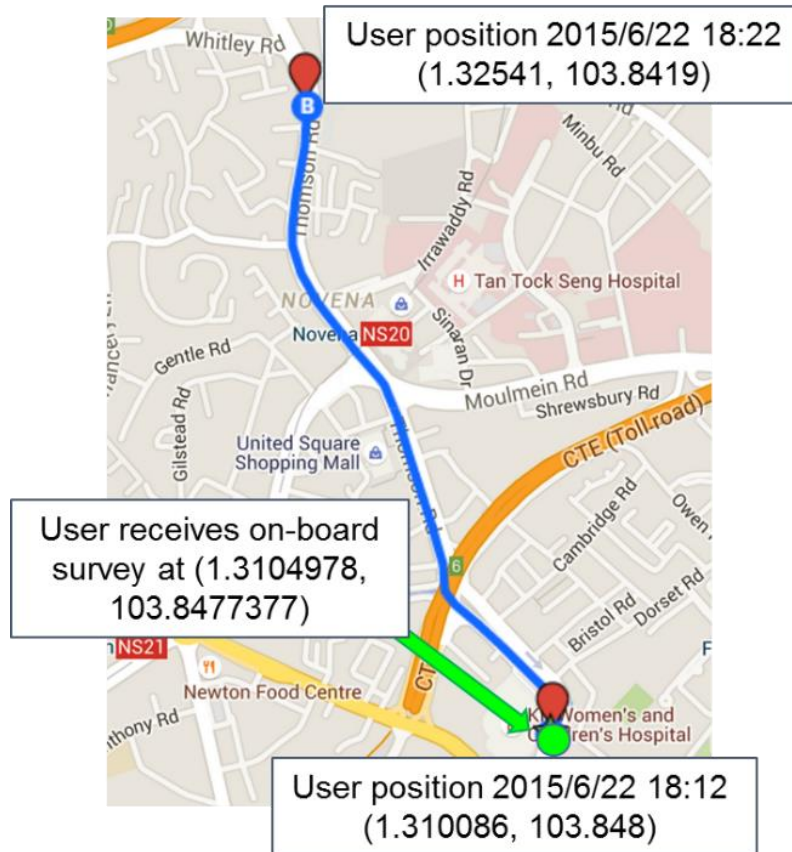 Whitley Rd
User position 2015/6/22 18:22
(1.32541, 103.8419)
B
Thomson Rd
Minbu Rd
Irrawaddy Rd
H Tan Tock Seng Hospital
NOVENA
Novena NS20
Sinaran Dr
Gentle Rd
Moulmein Rd
Shrewsbury Rd
Gilstead Rd
United Square
Shopping Mall
Thomson Rd
CTE (Toll road)
Cambridge Rd
Owen
User receives on-board
survey at (1.3104978,
103.8477377)
6
Bristol Rd
Dorset Rd
NS21
Newton Food Centre
CT
Women's and
Children's Hospital
User position 2015/6/22 18:12
(1.310086, 103.848)